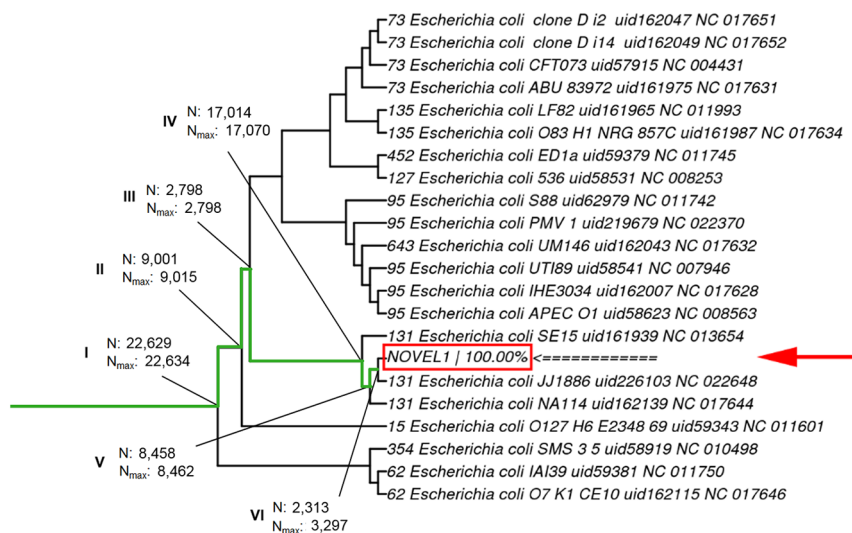 73 Escherichia coli clone D i2 uid162047 NC 017651
73 Escherichia coli clone D i14 uid162049 NC 017652
73 Escherichia coli CFT073 uid57915 NC 004431
73 Escherichia coli ABU 83972 uid161975 NC 017631
135 Escherichia coli LF82 uid161965 NC 011993
135 Escherichia coli O83 H1 NRG 857C uid161987 NC 017634
452 Escherichia coli ED1a uid59379 NC 011745
127 Escherichia coli 536 uid58531 NC 008253
95 Escherichia coli S88 uid62979 NC 011742
95 Escherichia coli PMV 1 uid219679 NC 022370
643 Escherichia coli UM146 uid162043 NC 017632
95 Escherichia coli UTI89 uid58541 NC 007946
95 Escherichia coli IHE3034 uid162007 NC 017628
95 Escherichia coli APEC O1 uid58623 NC 008563
131 Escherichia coli SE15 uid161939 NC 013654
NOVEL1 | 100.00% <============
131 Escherichia coli JJ1886 uid226103 NC 022648
131 Escherichia coli NA114 uid162139 NC 017644
15 Escherichia coli O127 H6 E2348 69 uid59343 NC 011601
354 Escherichia coli SMS 3 5 uid58919 NC 010498
62 Escherichia coli IAI39 uid59381 NC 011750
62 Escherichia coli O7 K1 CE10 uid162115 NC 017646
IV
N: 17,014
Nmax: 17,070
III
N: 2,798
Nmax: 2,798
II
N: 9,001
Nmax: 9,015
I
N: 22,629
Nmax: 22,634
V
N: 8,458
Nmax: 8,462
VI
N: 2,313
Nmax: 3,297